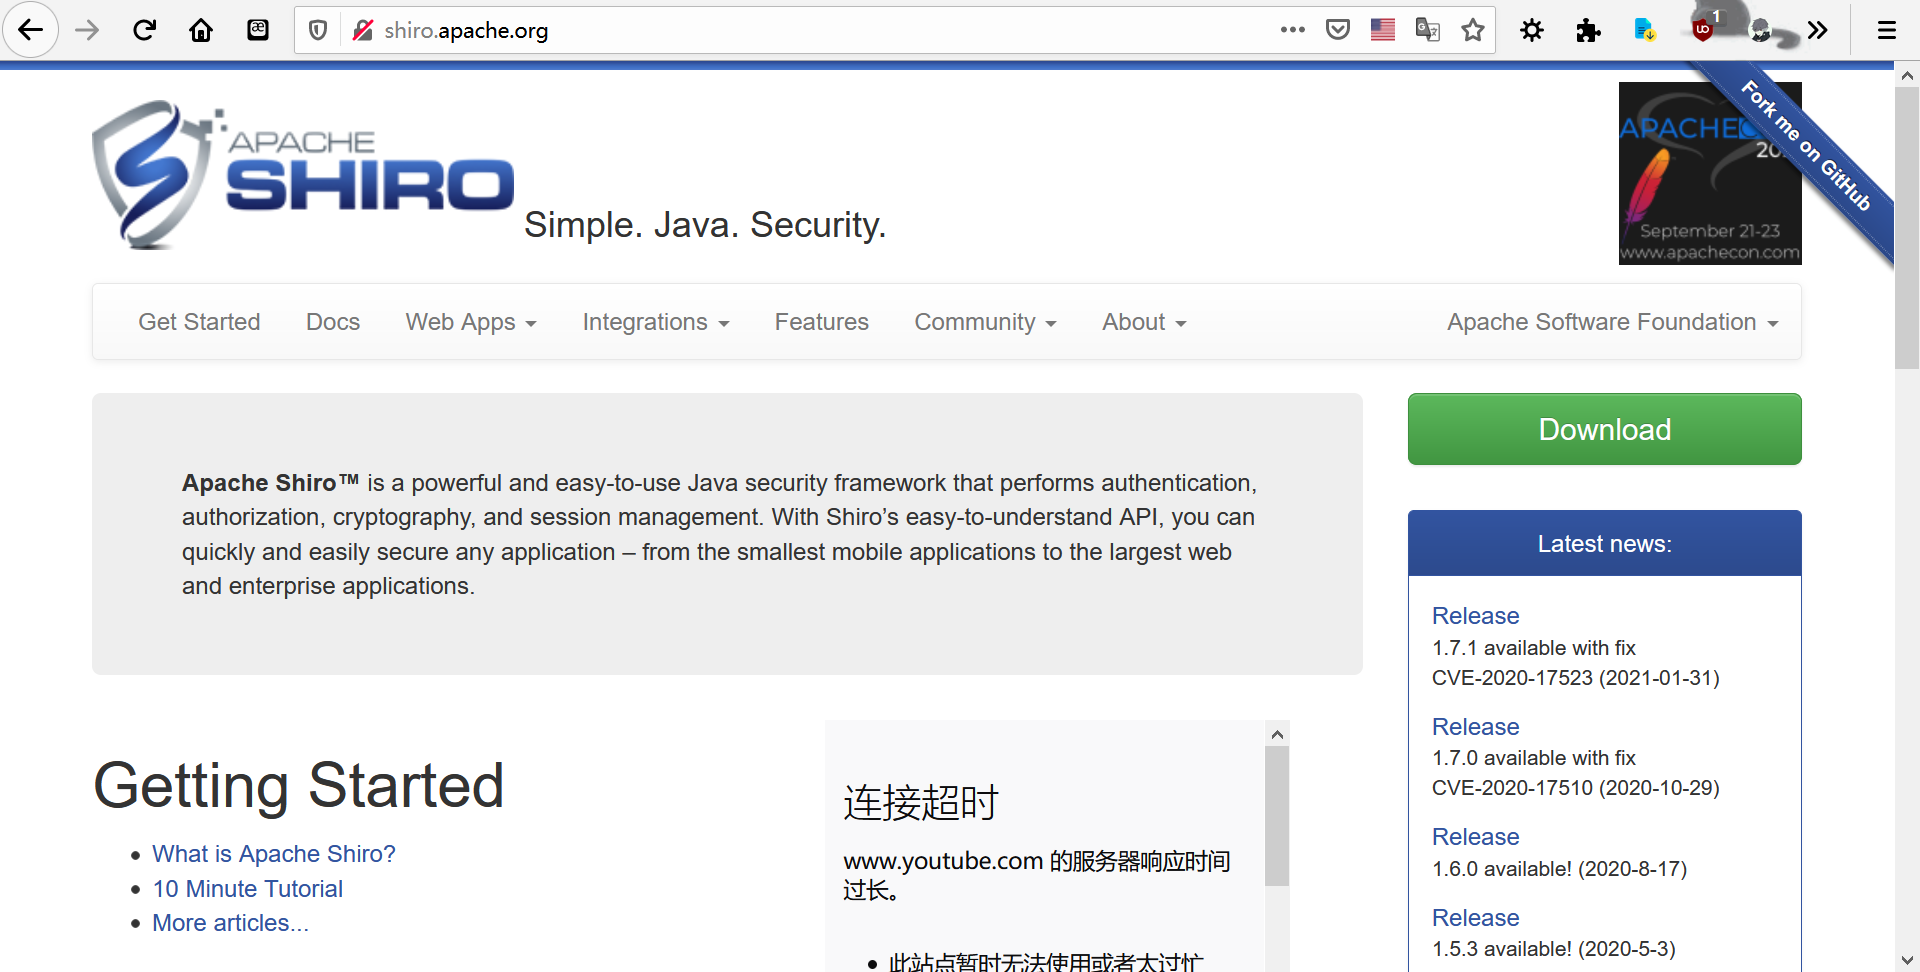 shiro.apache.org
1
APACHE
SHIRO
Simple. Java. Security.
APACHE
20
September 21-23
www.apachecon.com
Fork me on GitHub
Get Started
Docs
Web Apps
Integrations
Features
Community
About
Apache Software Foundation
Apache Shiro™ is a powerful and easy-to-use Java security framework that performs authentication,
authorization, cryptography, and session management. With Shiro’s easy-to-understand API, you can
quickly and easily secure any application – from the smallest mobile applications to the largest web
and enterprise applications.
Download
Latest news:
Release
1.7.1 available with fix
CVE-2020-17523 (2021-01-31)
Release
1.7.0 available with fix
CVE-2020-17510 (2020-10-29)
Release
1.6.0 available! (2020-8-17)
Release
1.5.3 available! (2020-5-3)
Getting Started
What is Apache Shiro?
10 Minute Tutorial
More articles...
连接超时
www.youtube.com 的服务器响应时间
过长。
此站点暂时无法使用或者太过忙